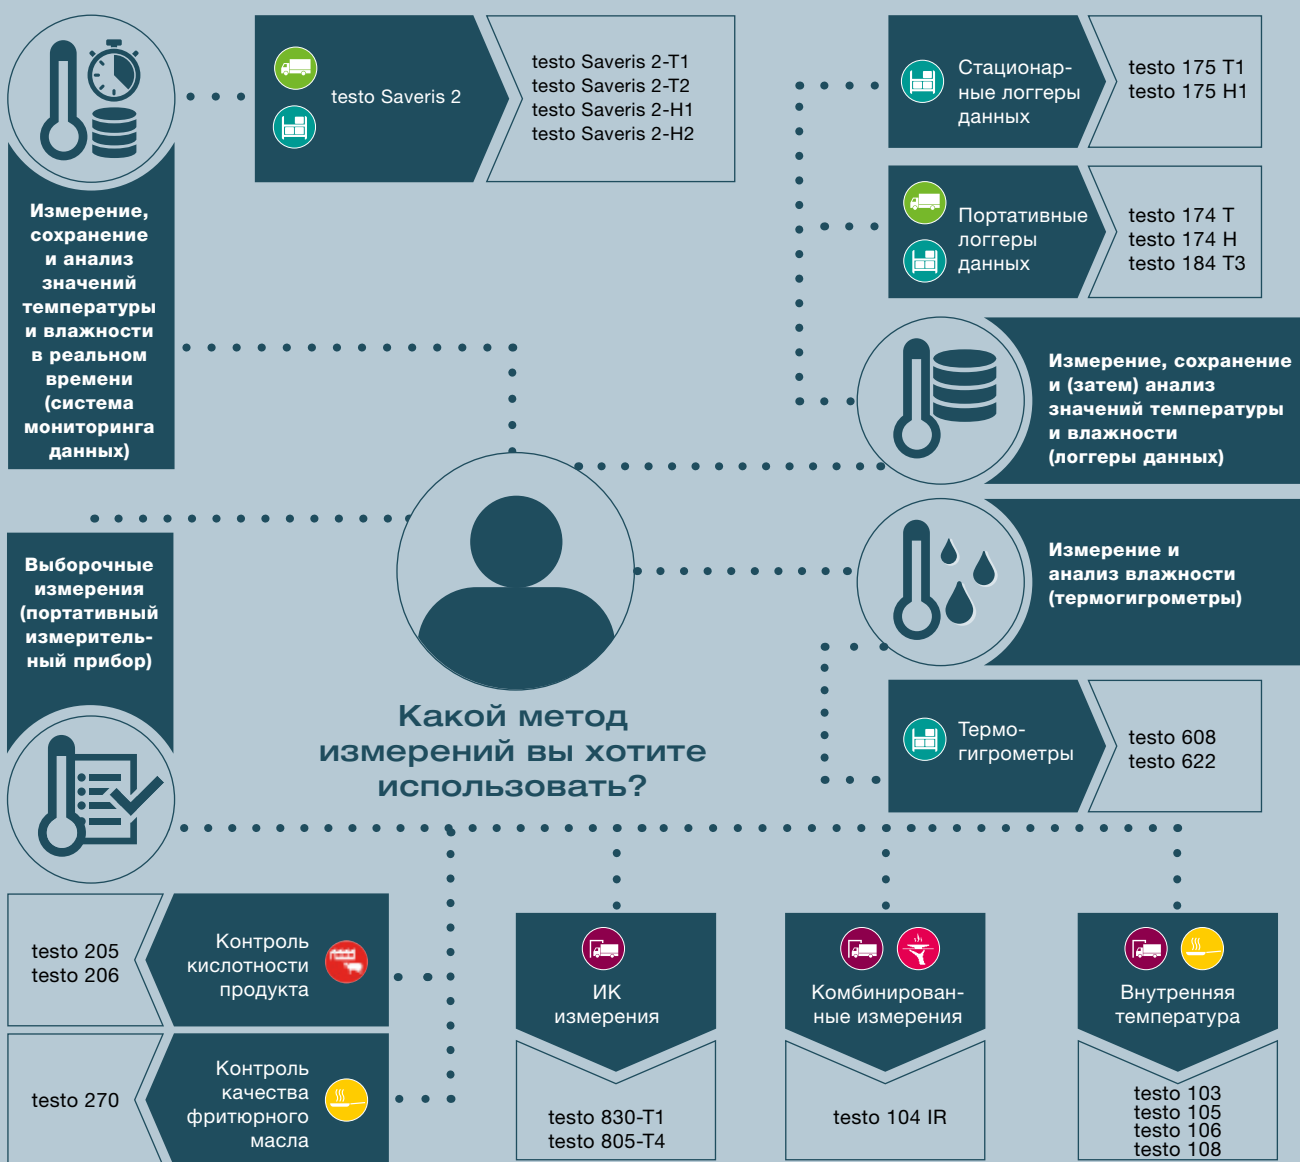 testo Saveris 2
testo Saveris 2-T1
testo Saveris 2-T2
testo Saveris 2-H1
testo Saveris 2-H2
Измерение,
сохранение
и анализ
значений
температуры
и влажности
в реальном
времени
(система
мониторинга
данных)
Стационар-
ные логгеры
данных
testo 175 T1
testo 175 H1
Портативные
логгеры
данных
testo 174 T
testo 174 H
testo 184 T3
Измерение, сохранение
и (затем) анализ
значений температуры
и влажности
(логгеры данных)
Измерение и
анализ влажности
(термогигрометры)
Термо-
гигрометры
testo 608
testo 622
Какой метод
измерений вы хотите
использовать?
Выборочные
измерения
(портативный
измеритель-
ный прибор)
Контроль
кислотности
продукта
testo 205
testo 206
Контроль
качества
фритюрного
масла
testo 270
ИК
измерения
testo 830-T1
testo 805-T4
Комбинирован-
ные измерения
testo 104 IR
Внутренняя
температура
testo 103
testo 105
testo 106
testo 108